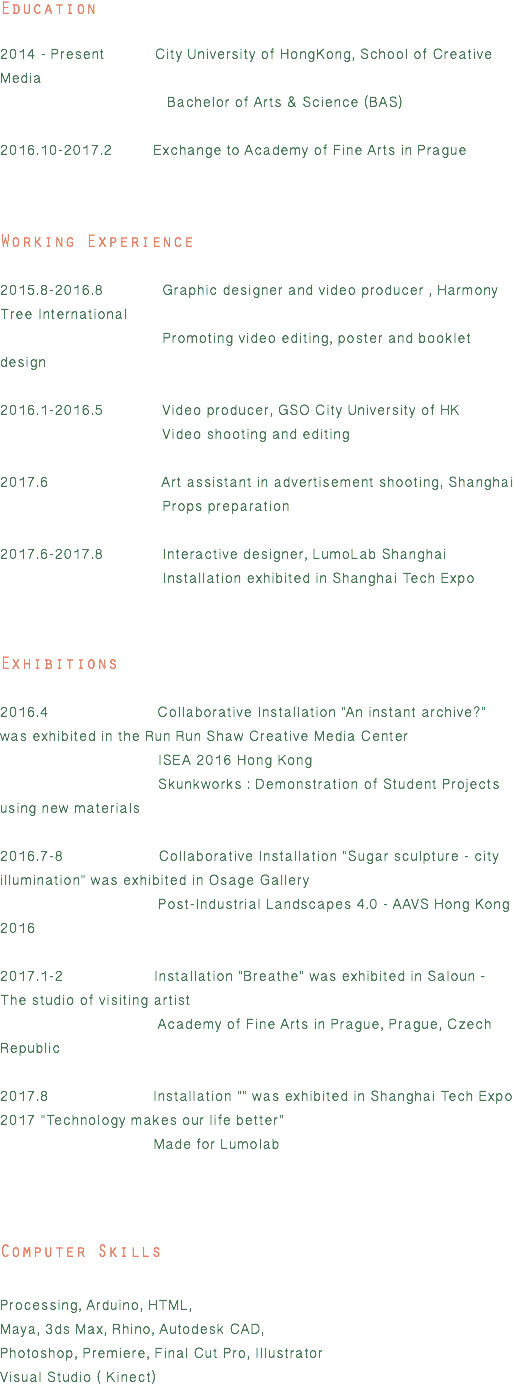 Education
2014 - Present City University of HongKong, School of Creative
Media
Bachelor of Arts & Science (BAS)
2016.10-2017.2 Exchange to Academy of Fine Arts in Prague
Working Experience
2015.8-2016.8 Graphic designer and video producer , Harmony
Tree International
Promoting video editing, poster and booklet
design
2016.1-2016.5 Video producer, GSO City University of HK
Video shooting and editing
2017.6 Art assistant in advertisement shooting, Shanghai
Props preparation
2017.6-2017.8 Interactive designer, LumoLab Shanghai
Installation exhibited in Shanghai Tech Expo
Exhibitions
2016.4 Collaborative Installation "An instant archive?"
was exhibited in the Run Run Shaw Creative Media Center
ISEA 2016 Hong Kong
Skunkworks : Demonstration of Student Projects
using new materials
2016.7-8 Collaborative Installation "Sugar sculpture - city
illumination" was exhibited in Osage Gallery
Post-Industrial Landscapes 4.0 - AAVS Hong Kong
2016
2017.1-2 Installation "Breathe" was exhibited in Saloun -
The studio of visiting artist
Academy of Fine Arts in Prague, Prague, Czech
Republic
2017.8 Installation "" was exhibited in Shanghai Tech Expo
2017 "Technology makes our life better"
Made for Lumolab
Computer Skills
Processing, Arduino, HTML,
Maya, 3ds Max, Rhino, Autodesk CAD,
Photoshop, Premiere, Final Cut Pro, Illustrator
Visual Studio ( Kinect)